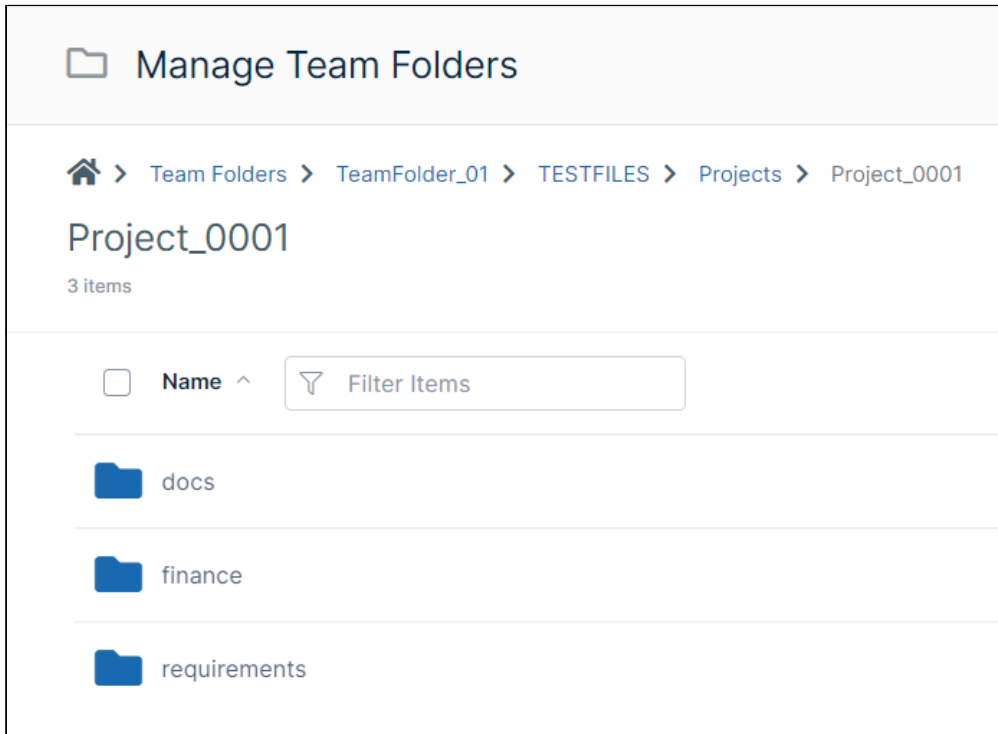 Manage Team Folders
Team Folders > TeamFolder_01 > TESTFILES > Projects > Project_0001
Project_0001
3 items
Name Filter Items
docs
finance
requirements